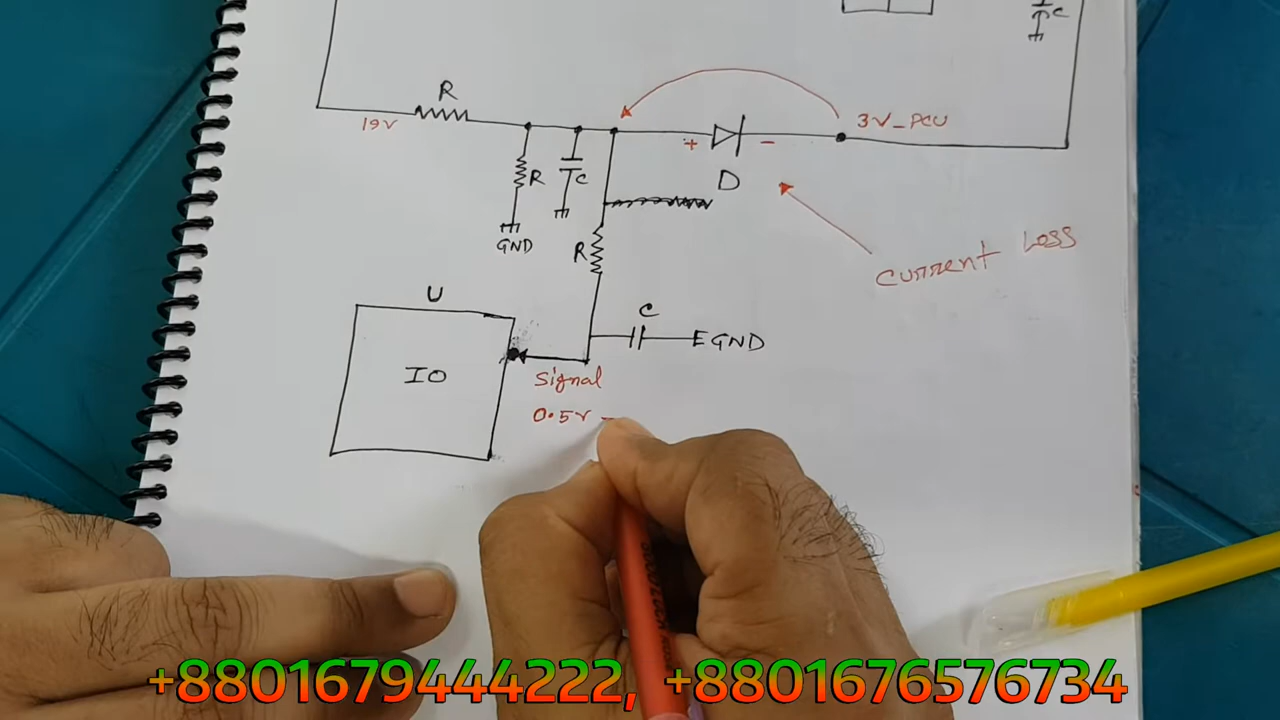 C
R
19V
3V_PCU
+
-
R
C
D
GND
R
Current Loss
U
C
GND
IO
Signal
0.5V -
+8801679444222, +8801676576734